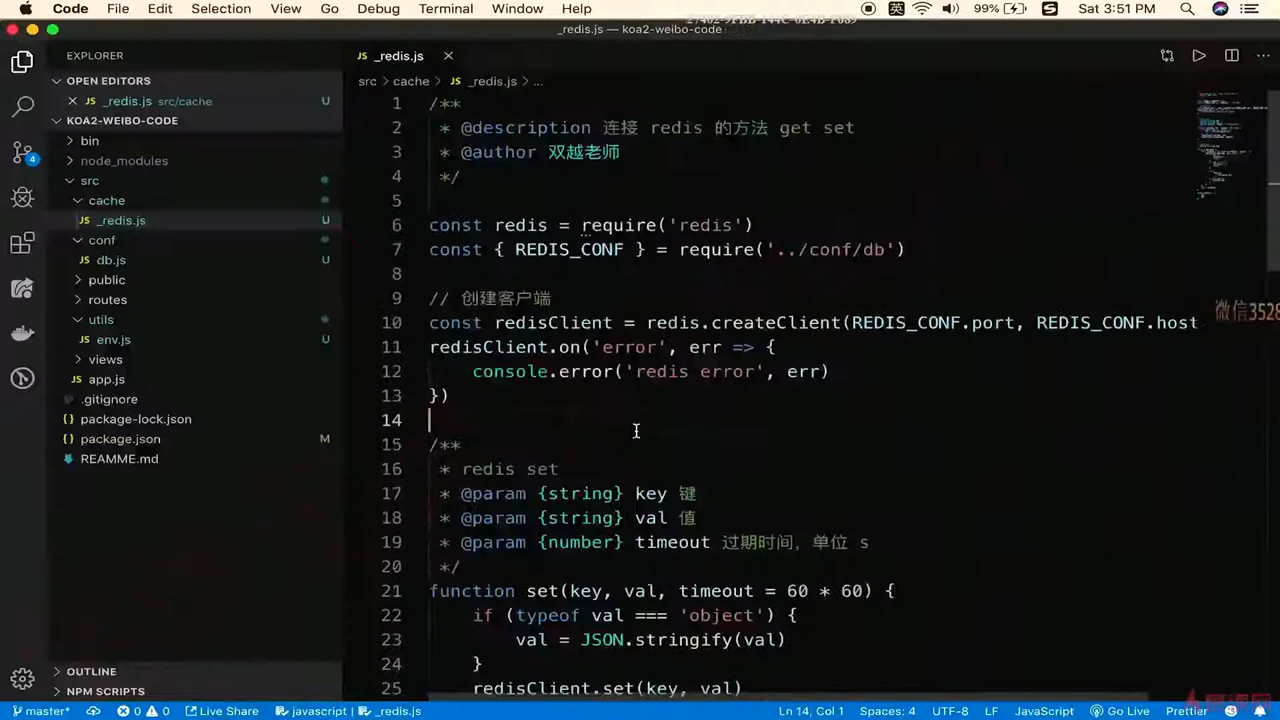 Code File Edit Selection View Go Debug Terminal Window Help 英 99% S Sat 3:51 PM
_redis.js — koa2-weibo-code
EXPLORER
OPEN EDITORS
_redis.js src/cache U
KOA2-WEIBO-CODE
bin
node_modules
src
cache
_redis.js U
conf
db.js U
public
routes
utils
env.js U
views
app.js
.gitignore
package-lock.json
package.json M
REAMME.md
OUTLINE
NPM SCRIPTS
4
JS _redis.js
src > cache > JS _redis.js > ...
1 /**
2 * @description 连接 redis 的方法 get set
3 * @author 双越老师
4 */
5
6 const redis = require('redis')
7 const { REDIS_CONF } = require('../conf/db')
8
9 // 创建客户端
10 const redisClient = redis.createClient(REDIS_CONF.port, REDIS_CONF.host
11 redisClient.on('error', err => {
12 console.error('redis error', err)
13 })
14
15 /**
16 * redis set
17 * @param {string} key 键
18 * @param {string} val 值
19 * @param {number} timeout 过期时间，单位 s
20 */
21 function set(key, val, timeout = 60 * 60) {
22 if (typeof val === 'object') {
23 val = JSON.stringify(val)
24 }
25 redisClient.set(key, val)
微信3528
master* 0 0 Live Share javascript | _redis.js Ln 14, Col 1 Spaces: 4 UTF-8 LF JavaScript Go Live Prettier